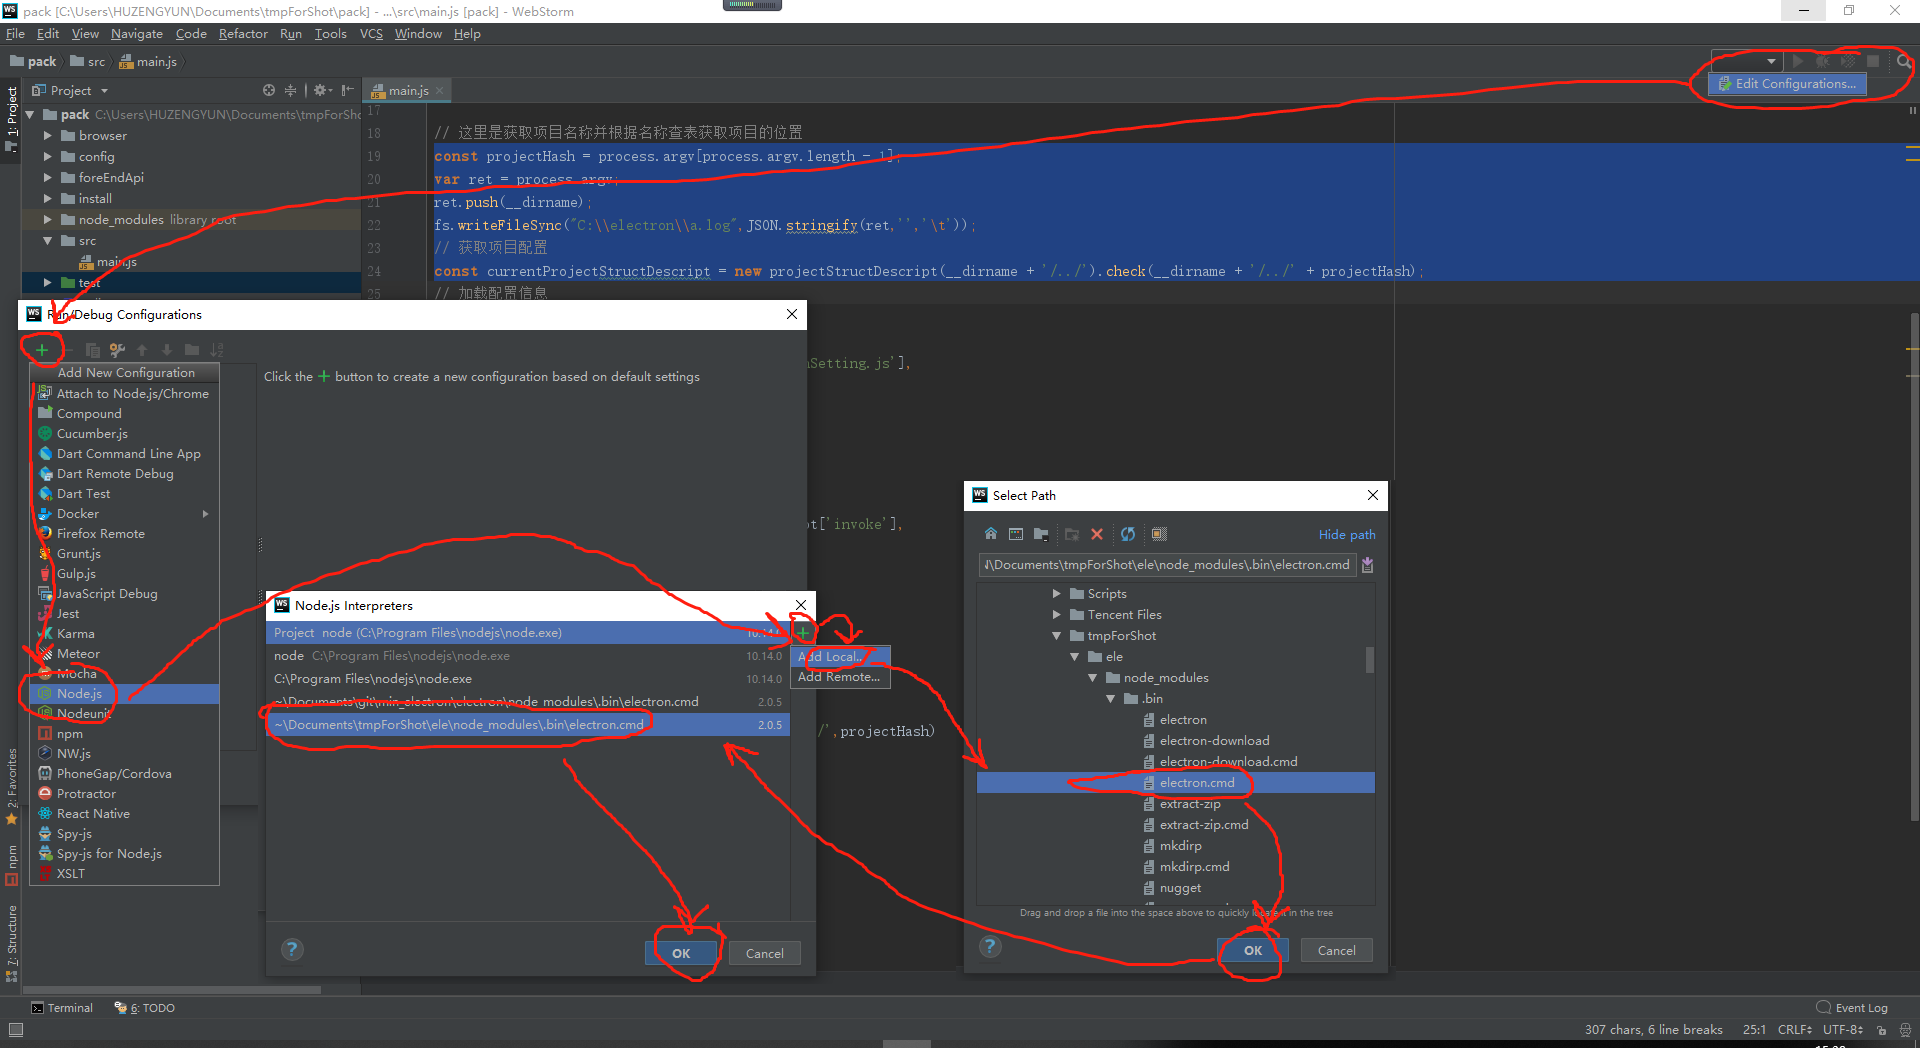 pack [C:\Users\HUZENGYUN\Documents\tmpForShot\pack] - ...\src\main.js [pack] - WebStorm
File Edit View Navigate Code Refactor Run Tools VCS Window Help
pack src main.js
Edit Configurations...
1: Project
Project
main.js
pack C:\Users\HUZENGYUN\Documents\tmpForSho
browser
config
foreEndApi
install
node_modules library root
src
main.js
test
17
18 // 这里是获取项目名称并根据名称查表获取项目的位置
19 const projectHash = process.argv[process.argv.length - 1];
20 var ret = process.argv;
21 ret.push(__dirname);
22 fs.writeFileSync("C:\\electron\\a.log",JSON.stringify(ret,'','\t'));
23 // 获取项目配置
24 const currentProjectStructDescript = new projectStructDescript(__dirname + '/../').check(__dirname + '/../' + projectHash);
25 // 加载配置信息
nSetting.js'],
t['invoke'],
/',projectHash)
Run/Debug Configurations
Add New Configuration
Click the + button to create a new configuration based on default settings
Attach to Node.js/Chrome
Compound
Cucumber.js
Dart Command Line App
Dart Remote Debug
Dart Test
Docker
Firefox Remote
Grunt.js
Gulp.js
JavaScript Debug
Jest
Karma
Meteor
Mocha
Node.js
Nodeunit
npm
NW.js
PhoneGap/Cordova
Protractor
React Native
Spy-js
Spy-js for Node.js
XSLT
Node.js Interpreters
Project node (C:\Program Files\nodejs\node.exe) 10.14.0
node C:\Program Files\nodejs\node.exe 10.14.0
C:\Program Files\nodejs\node.exe 10.14.0
~\Documents\git\min_electron\electron\node_modules\.bin\electron.cmd 2.0.5
~\Documents\tmpForShot\ele\node_modules\.bin\electron.cmd 2.0.5
Add Local...
Add Remote...
OK Cancel
Select Path
Hide path
\Documents\tmpForShot\ele\node_modules\.bin\electron.cmd
Scripts
Tencent Files
tmpForShot
ele
node_modules
.bin
electron
electron-download
electron-download.cmd
electron.cmd
extract-zip
extract-zip.cmd
mkdirp
mkdirp.cmd
nugget
Drag and drop a file into the space above to quickly locate it in the tree
OK Cancel
2: Favorites
npm
7: Structure
Terminal 6: TODO Event Log
307 chars, 6 line breaks 25:1 CRLF UTF-8